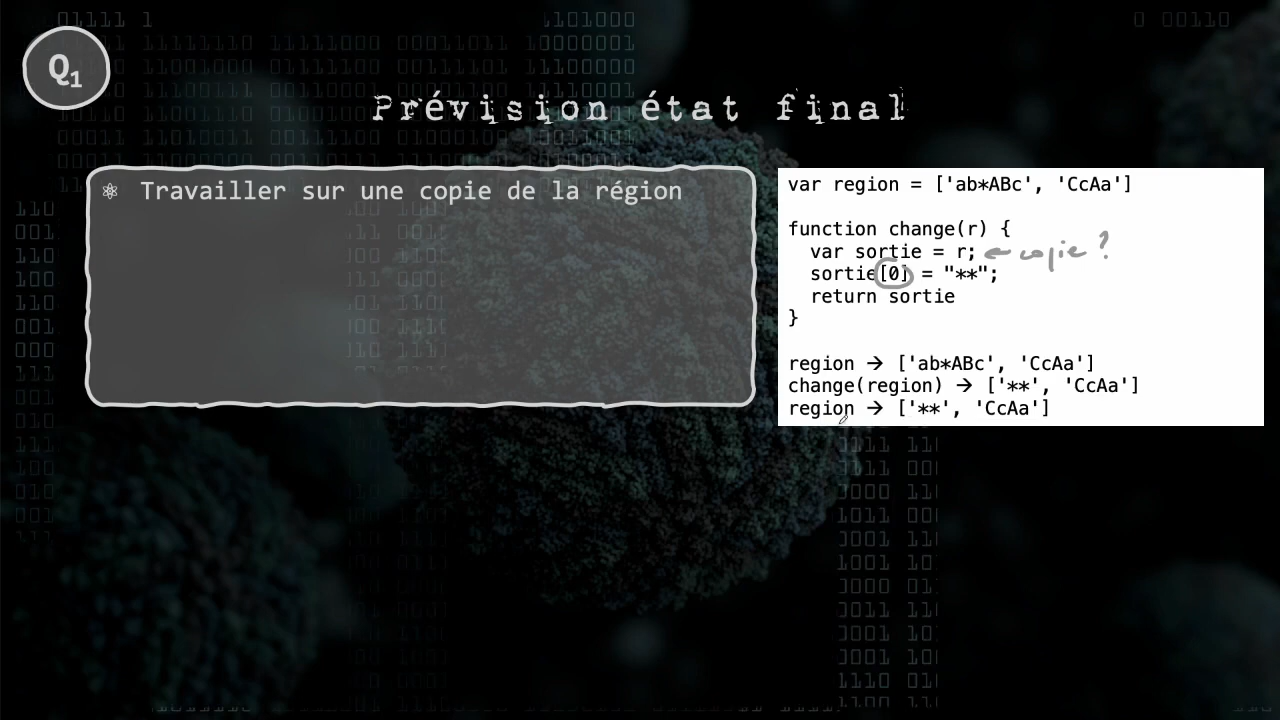 Q1
Prévision état final
⚛ Travailler sur une copie de la région
var region = ['ab*ABc', 'CcAa']
function change(r) {
var sortie = r; ← copie ?
sortie[0] = "**";
return sortie
}
region → ['ab*ABc', 'CcAa']
change(region) → ['**', 'CcAa']
region → ['**', 'CcAa']